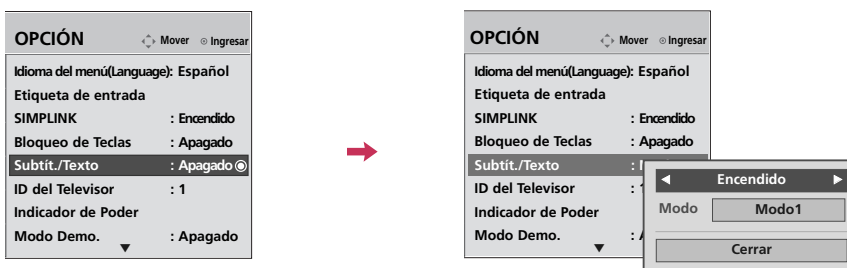 OPCIÓN Mover Ingresar
Idioma del menú(Language): Español
Etiqueta de entrada
SIMPLINK : Encendido
Bloqueo de Teclas : Apagado
Subtít./Texto : Apagado
ID del Televisor : 1
Indicador de Poder
Modo Demo. : Apagado
OPCIÓN Mover Ingresar
Idioma del menú(Language): Español
Etiqueta de entrada
SIMPLINK : Encendido
Bloqueo de Teclas : Apagado
Subtít./Texto :
ID del Televisor :
Indicador de Poder
Modo Demo. :
Encendido
Modo Modo1
Cerrar